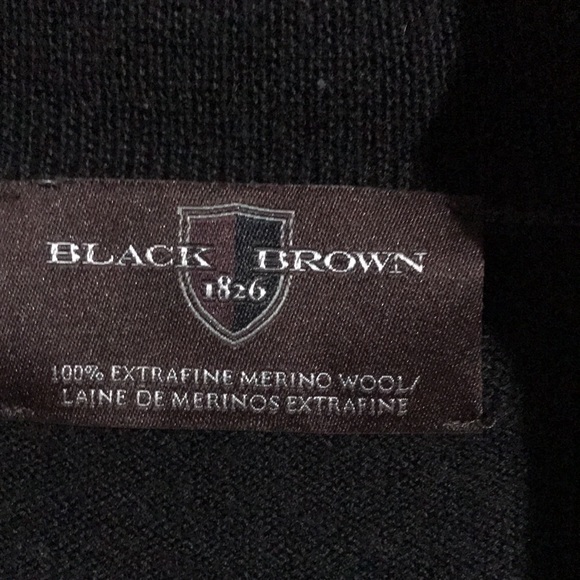 BLACK BROWN
1826
100% EXTRAFINE MERINO WOOL/
LAINE DE MERINOS EXTRAFINE